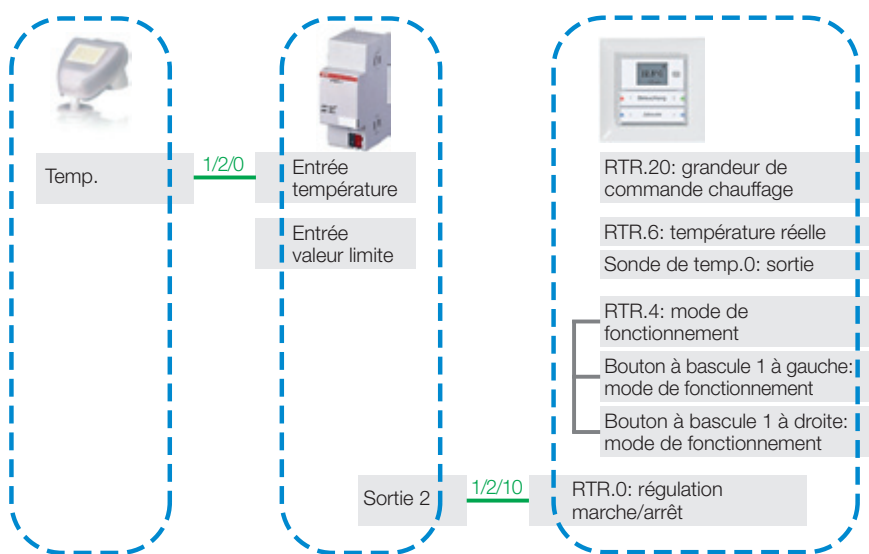 Temp.
1/2/0
Entrée
température
Entrée
valeur limite
RTR.20: grandeur de
commande chauffage
RTR.6: température réelle
Sonde de temp.0: sortie
RTR.4: mode de
fonctionnement
Bouton à bascule 1 à gauche:
mode de fonctionnement
Bouton à bascule 1 à droite:
mode de fonctionnement
Sortie 2
1/2/10
RTR.0: régulation
marche/arrêt